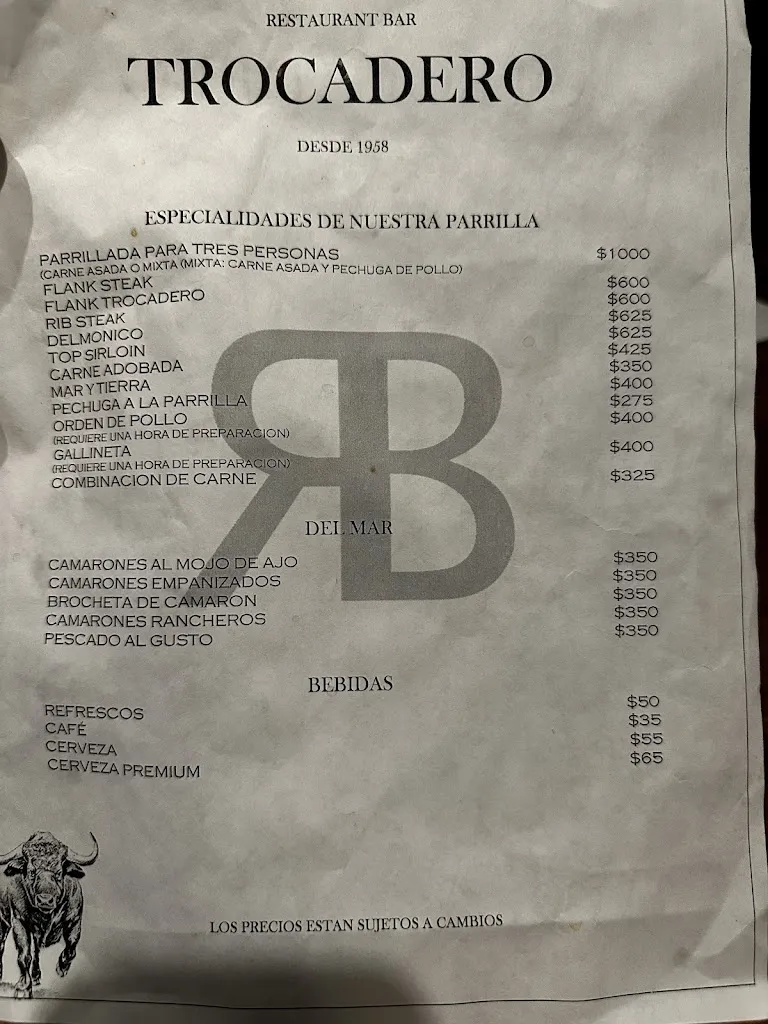 RESTAURANT BAR
TROCADERO
DESDE 1958
ESPECIALIDADES DE NUESTRA PARRILLA
PARRILLADA PARA TRES PERSONAS $1000
(CARNE ASADA O MIXTA (MIXTA: CARNE ASADA Y PECHUGA DE POLLO)
FLANK STEAK $600
FLANK TROCADERO $600
RIB STEAK $625
DELMONICO $625
TOP SIRLOIN $425
CARNE ADOBADA $350
MAR Y TIERRA $400
PECHUGA A LA PARRILLA $275
ORDEN DE POLLO $400
(REQUIERE UNA HORA DE PREPARACION)
GALLINETA $400
(REQUIERE UNA HORA DE PREPARACION)
COMBINACION DE CARNE $325
RB
DEL MAR
CAMARONES AL MOJO DE AJO $350
CAMARONES EMPANIZADOS $350
BROCHETA DE CAMARON $350
CAMARONES RANCHEROS $350
PESCADO AL GUSTO $350
BEBIDAS
REFRESCOS $50
CAFÉ $35
CERVEZA $55
CERVEZA PREMIUM $65
LOS PRECIOS ESTAN SUJETOS A CAMBIOS